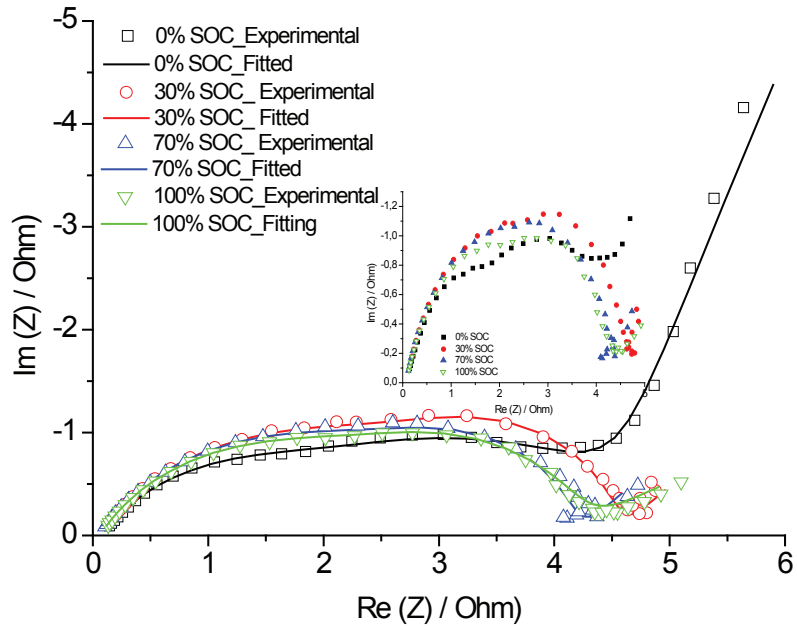 -5
-4
-3
-2
-1
0
Im (Z) / Ohm)
0% SOC_Experimental
0% SOC_Fitted
30% SOC_ Experimental
30% SOC_ Fitted
70% SOC_ Experimental
70% SOC_Fitted
100% SOC_Experimental
100% SOC_Fitting
-1,2
-1,0
-0,8
-0,6
-0,4
-0,2
0,0
Im (Z) / Ohm)
0% SOC
30% SOC
70% SOC
100% SOC
0 1 2 3 4 5
Re (Z) / Ohm)
0 1 2 3 4 5 6
Re (Z) / Ohm)